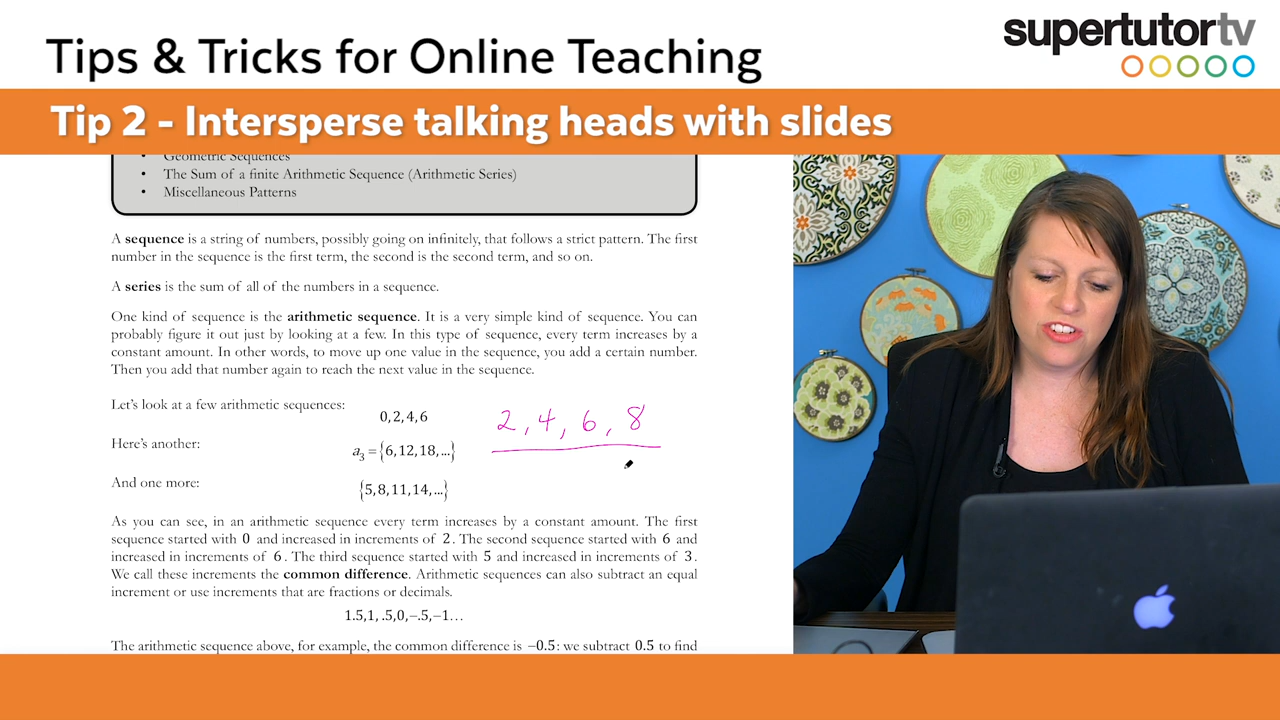 Tips & Tricks for Online Teaching
supertutortv
Tip 2 - Intersperse talking heads with slides
• Geometric Sequences
• The Sum of a finite Arithmetic Sequence (Arithmetic Series)
• Miscellaneous Patterns
A sequence is a string of numbers, possibly going on infinitely, that follows a strict pattern. The first
number in the sequence is the first term, the second is the second term, and so on.
A series is the sum of all of the numbers in a sequence.
One kind of sequence is the arithmetic sequence. It is a very simple kind of sequence. You can
probably figure it out just by looking at a few. In this type of sequence, every term increases by a
constant amount. In other words, to move up one value in the sequence, you add a certain number.
Then you add that number again to reach the next value in the sequence.
Let's look at a few arithmetic sequences:
0,2,4,6
2, 4, 6, 8
Here's another:
a₃ = {6,12,18,...}
And one more:
{5,8,11,14,...}
As you can see, in an arithmetic sequence every term increases by a constant amount. The first
sequence started with 0 and increased in increments of 2. The second sequence started with 6 and
increased in increments of 6. The third sequence started with 5 and increased in increments of 3.
We call these increments the common difference. Arithmetic sequences can also subtract an equal
increment or use increments that are fractions or decimals.
1.5,1,.5,0,−.5,−1...
The arithmetic sequence above, for example, the common difference is −0.5: we subtract 0.5 to find